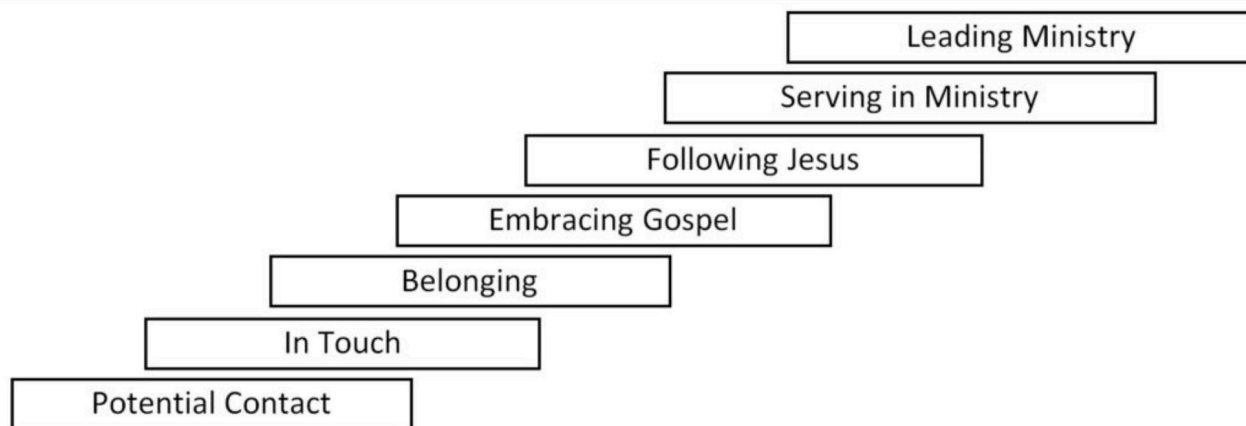 Leading Ministry
Serving in Ministry
Following Jesus
Embracing Gospel
Belonging
In Touch
Potential Contact